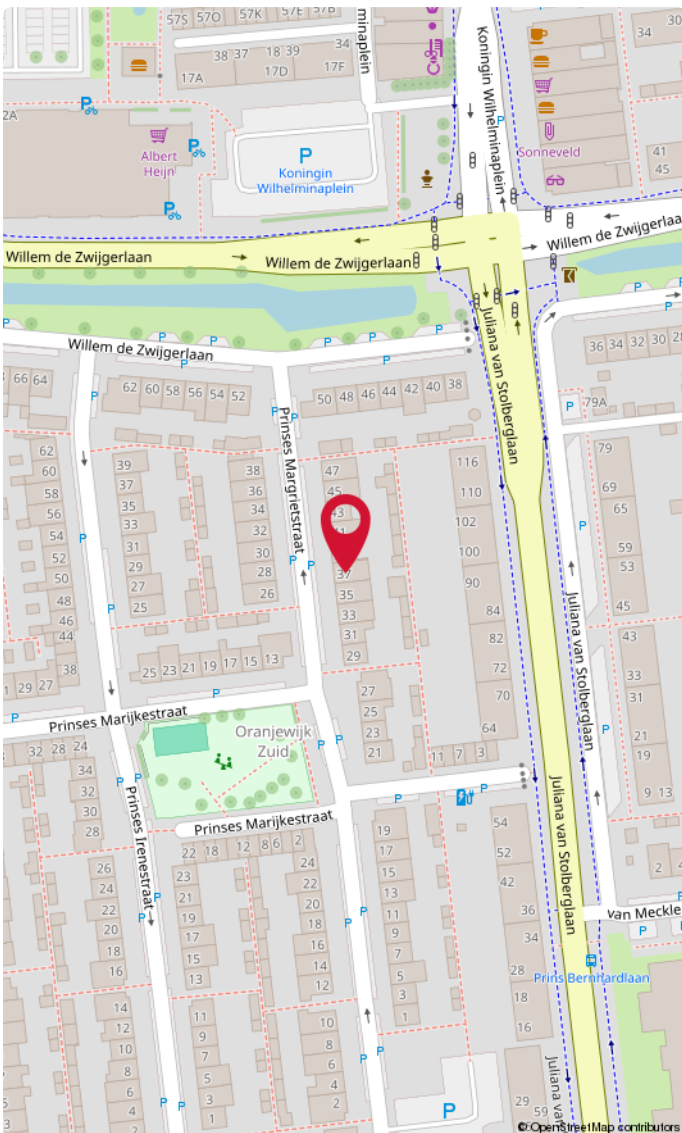 57S 57O 57K 57E 57B
minaplein
34
38 37 18 39
17A 17D 17F
Koningin Wilhelminaplein
34 30
2A
Albert
Heijn
P
Koningin
Wilhelminaplein
P
Sonneveld
41
45
Willem de Zwijgerlaan
Willem de Zwijgerlaan
Willem de Zwijgerlaa
Willem de Zwijgerlaan
P
Juliana van Stolberglaan
36 34 32 30 28
66 64
62 60 58 56 54 52
50 48 46 44 42 40 38
79A
P
Prinses Margrietstraat
62
60
58
56
54
52
50
48
46
44
38
39
37
35
33
31
29
27
25
38
36
34
32
30
28
26
47
45
43
41
37
35
33
31
29
116
110
102
100
90
84
82
72
70
64
79
69
65
59
53
45
43
33
31
21
19
9 13
Juliana van Stolberglaan
1 29 27
25 23 21 19 17 15 13
27
25
23
21
Prinses Marijkestraat
Oranjewijk
Zuid
11 7 3
32 28 24
34
32
30
28
Prinses Irenestraat
Prinses Marijkestraat
22 18 12 8 6 2
Juliana van Stolberglaan
26
24
22
20
18
16
23
21
19
17
15
13
24
22
20
18
16
14
12
19
17
15
13
11
9
7
5
3
1
54
52
42
36
34
28
18
16
2 4
van Meckle
P
Prins Bernhardlaan
14
12
10
8
6
4
2
11
9
7
5
3
1
10
8
6
4
2
P
29 59
Juliana van
© OpenStreetMap contributors